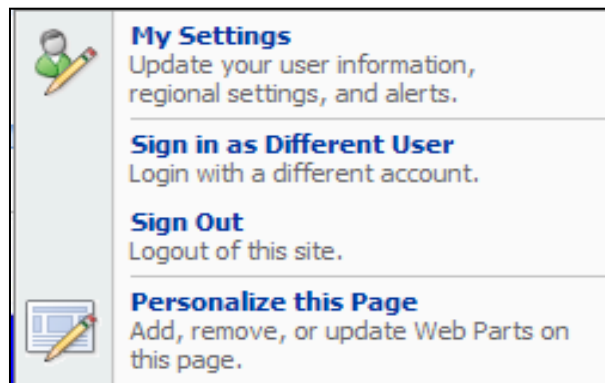 My Settings
Update your user information,
regional settings, and alerts.
Sign in as Different User
Login with a different account.
Sign Out
Logout of this site.
Personalize this Page
Add, remove, or update Web Parts on
this page.